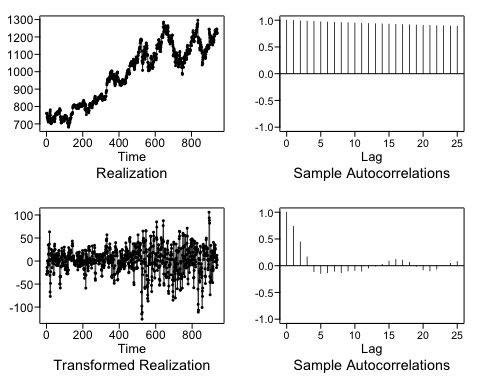 1300
1200
1100
1000
900
800
700
0 200 400 600 800
Time
Realization
1.0
0.5
0.0
-0.5
-1.0
0 5 10 15 20 25
Lag
Sample Autocorrelations
100
50
0
-50
-100
0 200 400 600 800
Time
Transformed Realization
1.0
0.5
0.0
-0.5
-1.0
0 5 10 15 20 25
Lag
Sample Autocorrelations